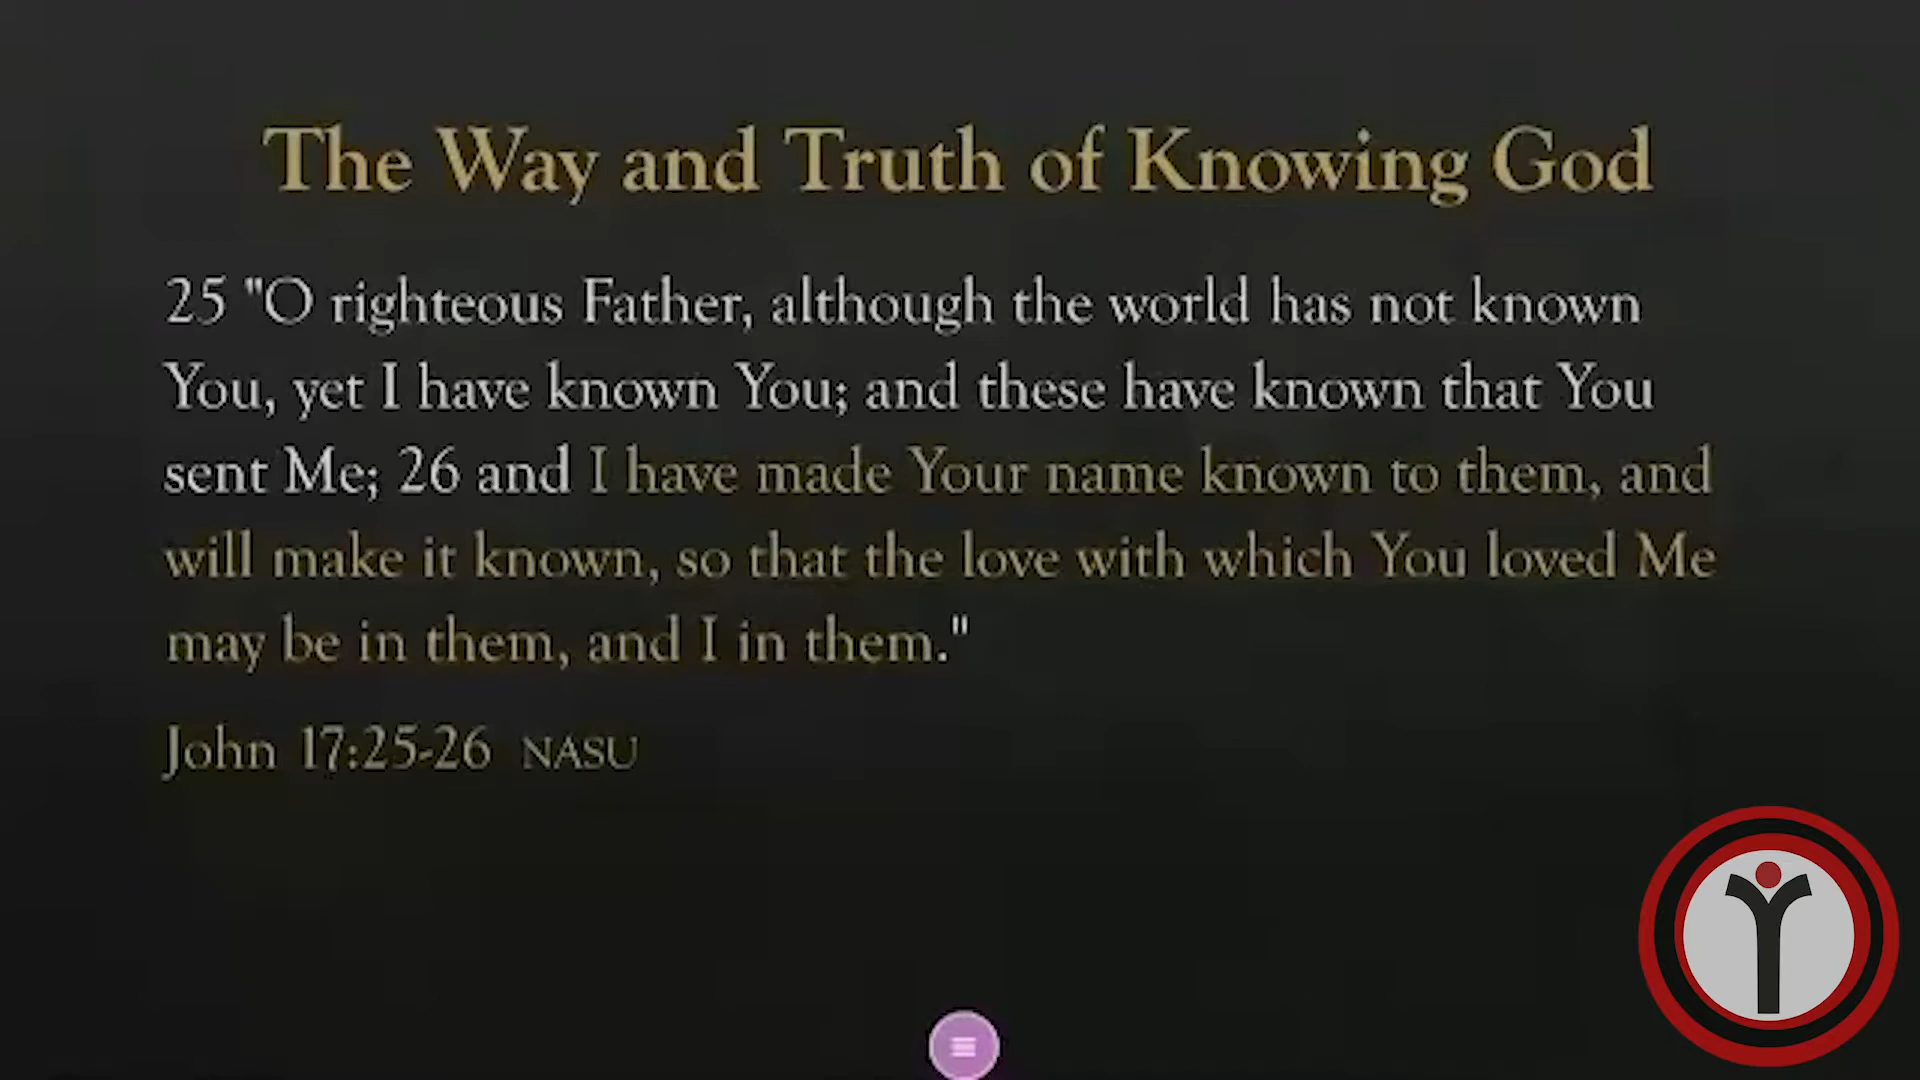 The Way and Truth of Knowing God
25 "O righteous Father, although the world has not known
You, yet I have known You; and these have known that You
sent Me; 26 and I have made Your name known to them, and
will make it known, so that the love with which You loved Me
may be in them, and I in them."
John 17:25-26 NASU